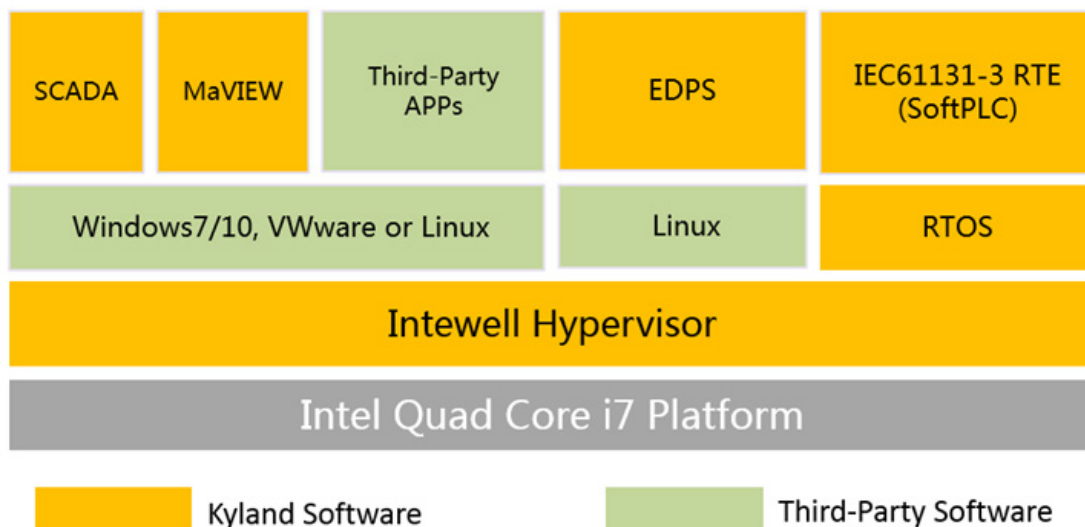 SCADA
MaVIEW
Third-Party
APPs
EDPS
IEC61131-3 RTE
(SoftPLC)
Windows7/10, VWware or Linux
Linux
RTOS
Intewell Hypervisor
Intel Quad Core i7 Platform
Kyland Software
Third-Party Software